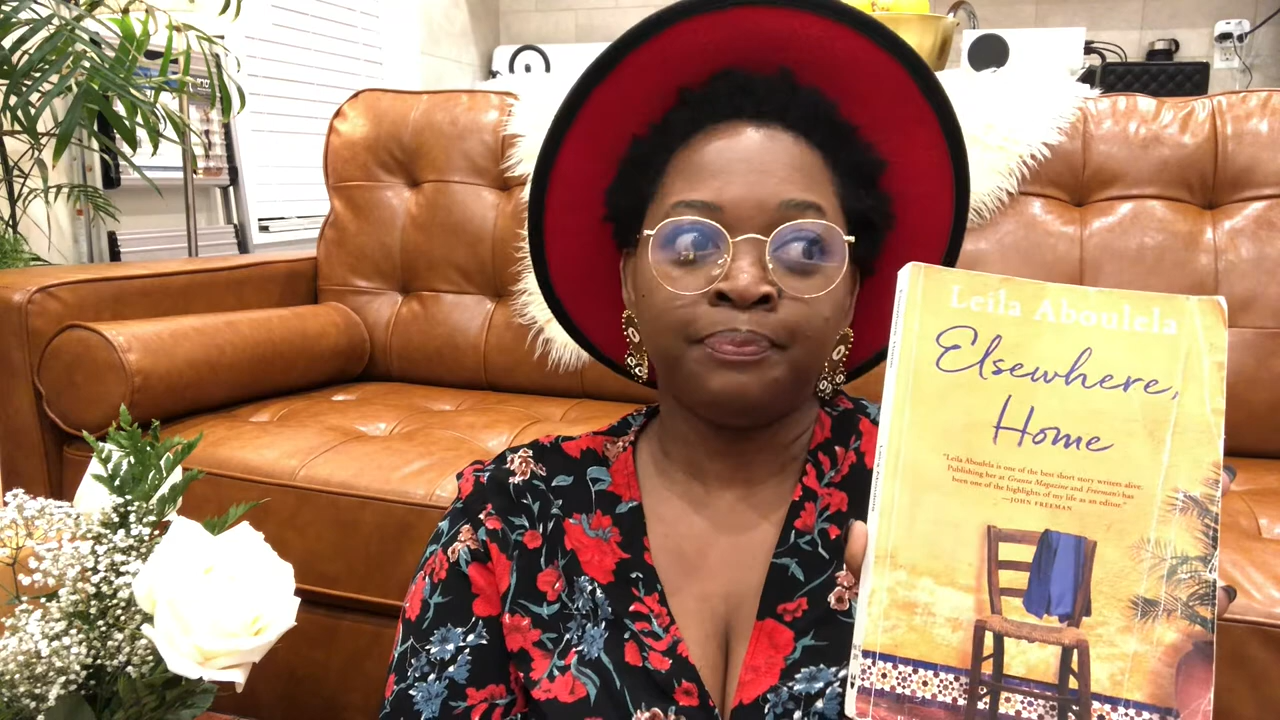 Leila Aboulela
Elsewhere,
Home
"Leila Aboulela is one of the best short story writers alive.
Publishing her at Granta Magazine and Freeman's has
been one of the highlights of my life as an editor."
—JOHN FREEMAN